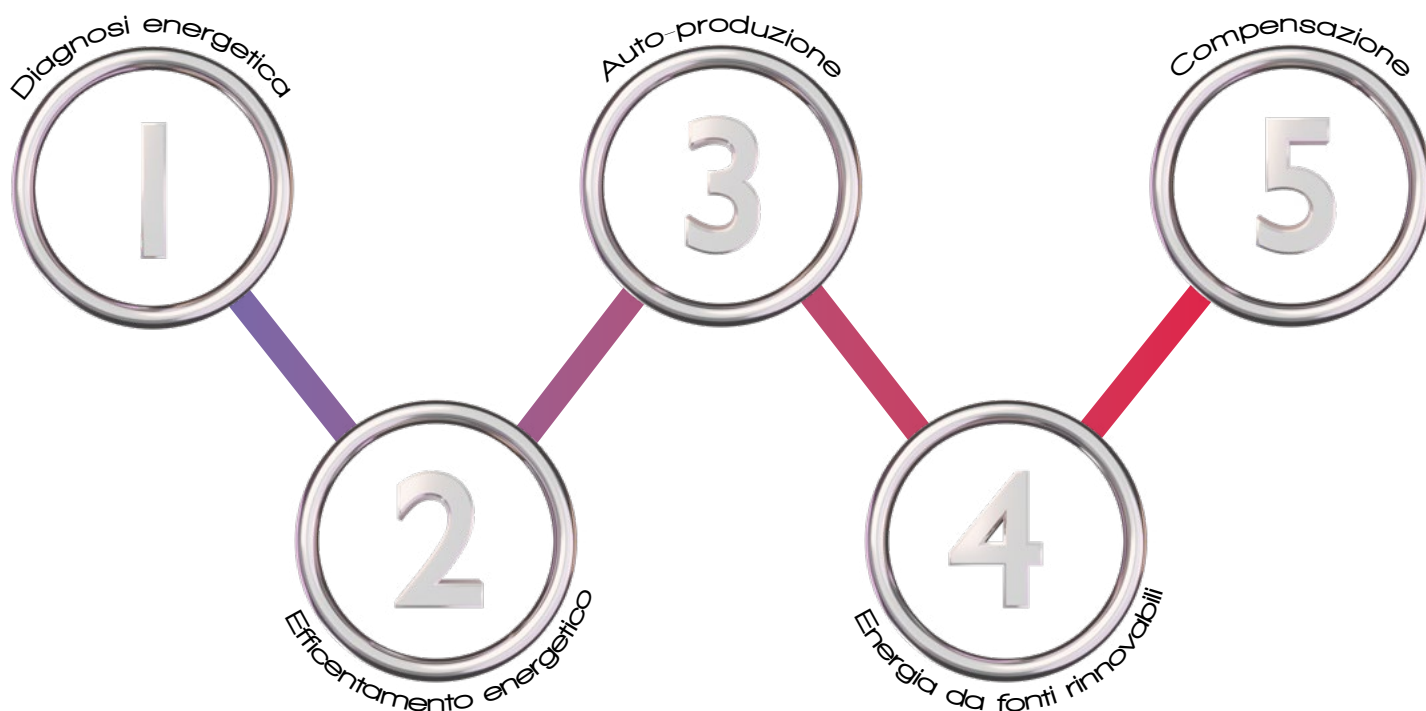 Diagnosi energetica
1
Efficentamento energetico
2
Auto-produzione
3
Energia da fonti rinnovabili
4
Compensazione
5